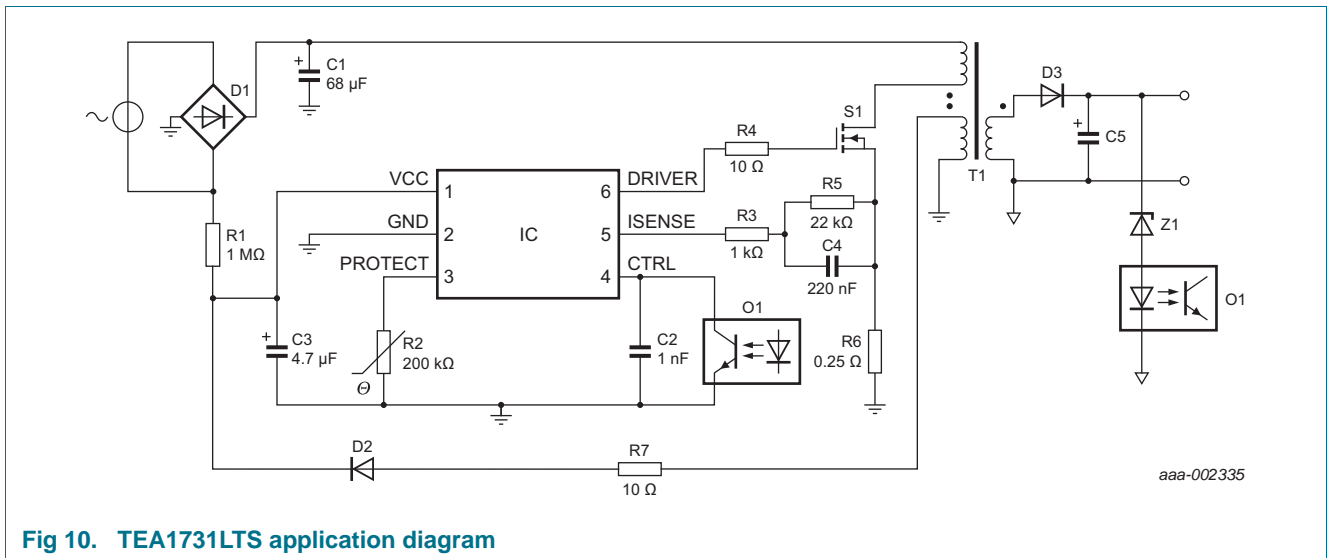 C1
68 µF
D1
D3
S1
R4
10 Ω
C5
T1
VCC
1
6
DRIVER
R5
22 kΩ
GND
2
IC
5
ISENSE
R3
1 kΩ
Z1
R1
1 MΩ
PROTECT
3
4
CTRL
C4
220 nF
O1
O1
C3
4.7 µF
R2
200 kΩ
Θ
C2
1 nF
R6
0.25 Ω
D2
R7
10 Ω
aaa-002335
Fig 10. TEA1731LTS application diagram